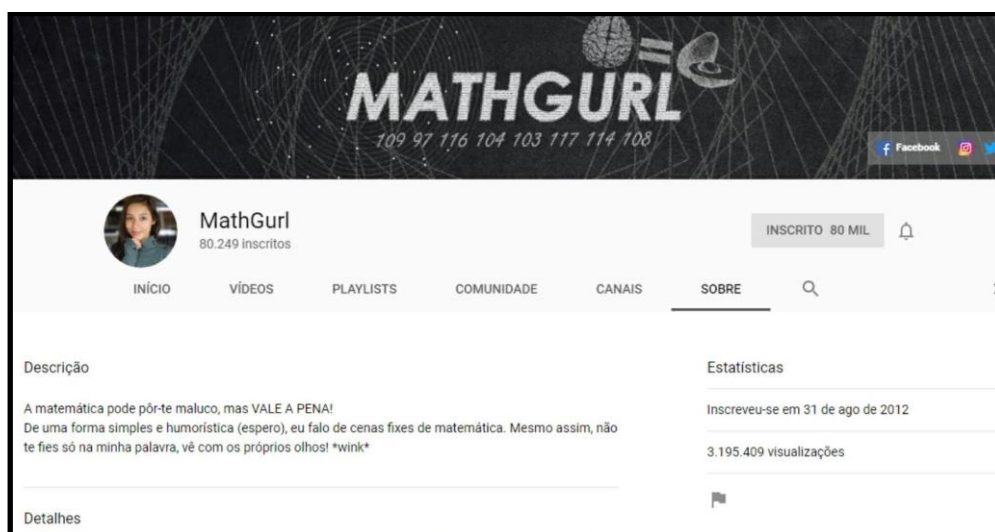 MATHGURL
109 97 116 104 103 117 114 108
Facebook
MathGurl
80.249 inscritos
INSCRITO 80 MIL
INÍCIO VÍDEOS PLAYLISTS COMUNIDADE CANAIS SOBRE
Descrição
A matemática pode pôr-te maluco, mas VALE A PENA!
De uma forma simples e humorística (espero), eu falo de cenas fixes de matemática. Mesmo assim, não
te fies só na minha palavra, vê com os próprios olhos! *wink*
Detalhes
Estatísticas
Inscreveu-se em 31 de ago de 2012
3.195.409 visualizações